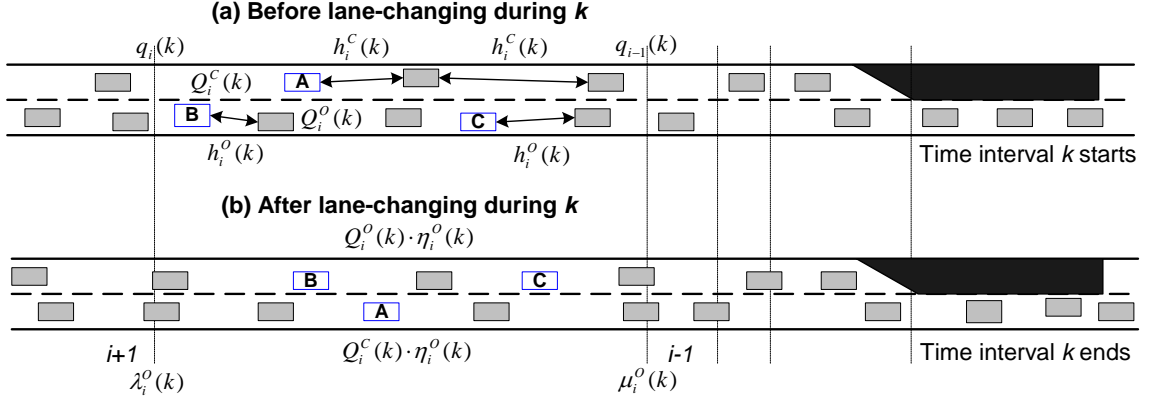 (a) Before lane-changing during k
q_i(k) h_i^C(k) h_i^C(k) q_{i-1}(k)
Q_i^C(k) A
B Q_i^O(k) C
h_i^O(k) h_i^O(k) Time interval k starts
(b) After lane-changing during k
Q_i^O(k)·η_i^O(k)
B C
A
i+1 Q_i^C(k)·η_i^O(k) i-1 Time interval k ends
λ_i^O(k) μ_i^O(k)